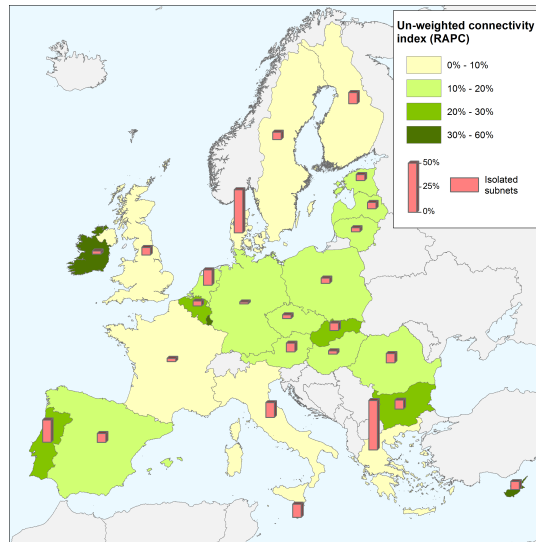 Un-weighted connectivity
index (RAPC)
0% - 10%
10% - 20%
20% - 30%
30% - 60%
50%
25%
0%
Isolated
subnets